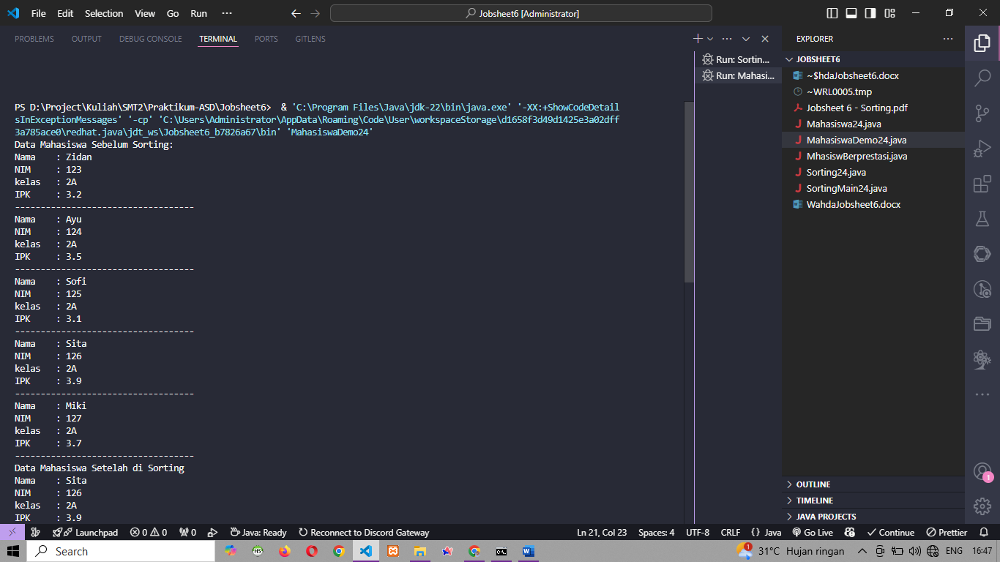 File Edit Selection View Go Run ··· Jobsheet6 [Administrator]
PROBLEMS OUTPUT DEBUG CONSOLE TERMINAL PORTS GITLENS
PS D:\Project\Kuliah\SMT2\Praktikum-ASD\Jobsheet6> & 'C:\Program Files\Java\jdk-22\bin\java.exe' '-XX:+ShowCodeDetail
sInExceptionMessages' '-cp' 'C:\Users\Administrator\AppData\Roaming\Code\User\workspaceStorage\d1658f3d49d1425e3a02dff
3a785ace0\redhat.java\jdt_ws\Jobsheet6_b7826a67\bin' 'MahasiswaDemo24'
Data Mahasiswa Sebelum Sorting:
Nama    : Zidan
NIM     : 123
kelas   : 2A
IPK     : 3.2
-----------------------------------
Nama    : Ayu
NIM     : 124
kelas   : 2A
IPK     : 3.5
-----------------------------------
Nama    : Sofi
NIM     : 125
kelas   : 2A
IPK     : 3.1
-----------------------------------
Nama    : Sita
NIM     : 126
kelas   : 2A
IPK     : 3.9
-----------------------------------
Nama    : Miki
NIM     : 127
kelas   : 2A
IPK     : 3.7
-----------------------------------
Data Mahasiswa Setelah di Sorting
Nama    : Sita
NIM     : 126
kelas   : 2A
IPK     : 3.9
Run: Sortin...
Run: Mahasi...
EXPLORER
JOBSHEET6
~$hdaJobsheet6.docx
~WRL0005.tmp
Jobsheet 6 - Sorting.pdf
Mahasiswa24.java
MahasiswaDemo24.java
MhasiswBerprestasi.java
Sorting24.java
SortingMain24.java
WahdaJobsheet6.docx
OUTLINE
TIMELINE
JAVA PROJECTS
1
Launchpad 0 0 0 Java: Ready Reconnect to Discord Gateway Ln 21, Col 23 Spaces: 4 UTF-8 CRLF {} Java Go Live Continue Prettier
Search HS 1 31°C Hujan ringan ENG 16:47